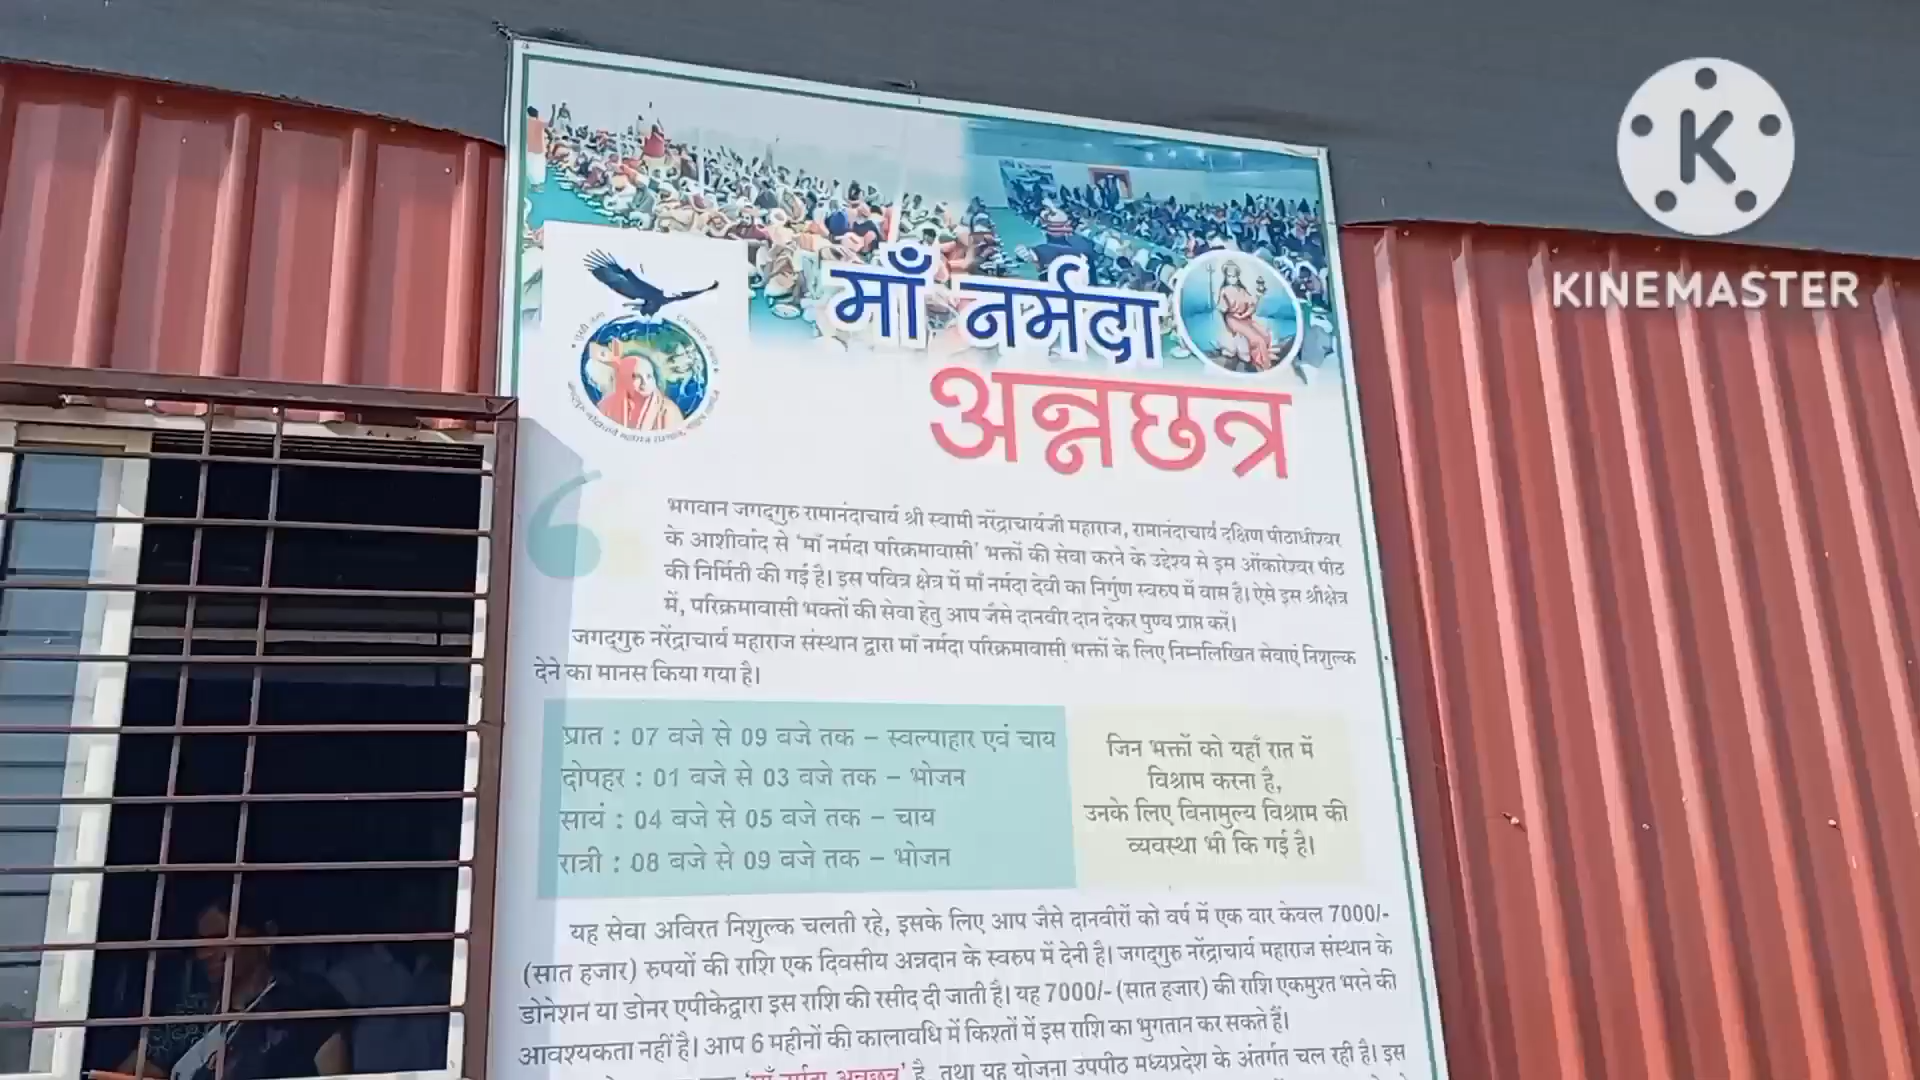 KINEMASTER
माँ नर्मदा
अन्नछत्र
भगवान जगद्‌गुरु रामानंदाचार्य श्री स्वामी नरेंद्राचार्यजी महाराज, रामानंदाचार्य दक्षिण पीठाधीश्वर
के आशीर्वाद से 'माँ नर्मदा परिक्रमावासी' भक्तों की सेवा करने के उद्देश्य से इस ओंकारेश्वर पीठ
की निर्मिती की गई है। इस पवित्र क्षेत्र में माँ नर्मदा देवी का निर्गुण स्वरुप में वास है। ऐसे इस श्रीक्षेत्र
में, परिक्रमावासी भक्तों की सेवा हेतु आप जैसे दानवीर दान देकर पुण्य प्राप्त करें।
जगद्‌गुरु नरेंद्राचार्य महाराज संस्थान द्वारा माँ नर्मदा परिक्रमावासी भक्तों के लिए निम्नलिखित सेवाएं निशुल्क
देने का मानस किया गया है।
प्रात : 07 बजे से 09 बजे तक – स्वल्पाहार एवं चाय
दोपहर : 01 बजे से 03 बजे तक – भोजन
सायं : 04 बजे से 05 बजे तक – चाय
रात्री : 08 बजे से 09 बजे तक – भोजन
जिन भक्तों को यहाँ रात में
विश्राम करना है,
उनके लिए बिनामुल्य विश्राम की
व्यवस्था भी कि गई है।
यह सेवा अविरत निशुल्क चलती रहे, इसके लिए आप जैसे दानवीरों को वर्ष में एक बार केवल 7000/-
(सात हजार) रुपयों की राशि एक दिवसीय अन्नदान के स्वरुप में देनी है। जगद्‌गुरु नरेंद्राचार्य महाराज संस्थान के
डोनेशन या डोनर एपीकेद्वारा इस राशि की रसीद दी जाती है। यह 7000/- (सात हजार) की राशि एकमुश्त भरने की
आवश्यकता नहीं है। आप 6 महीनों की कालावधि में किश्तों में इस राशि का भुगतान कर सकते हैं।
'माँ नर्मदा अन्नछत्र' है, तथा यह योजना उपपीठ मध्यप्रदेश के अंतर्गत चल रही है। इस